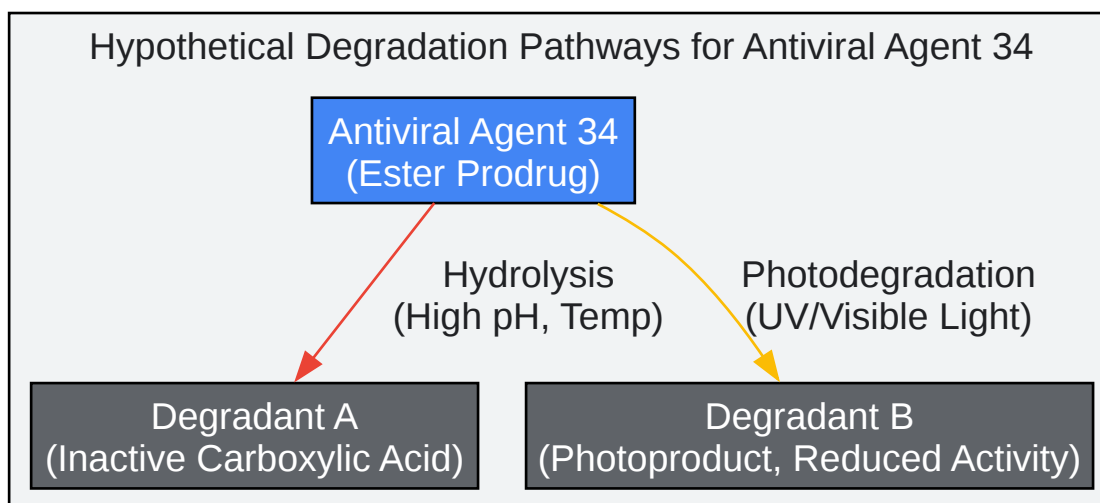 Hypothetical Degradation Pathways for Antiviral Agent 34
Antiviral Agent 34
(Ester Prodrug)
Hydrolysis
(High pH, Temp)
Photodegradation
(UV/Visible Light)
Degradant A
(Inactive Carboxylic Acid)
Degradant B
(Photoproduct, Reduced Activity)